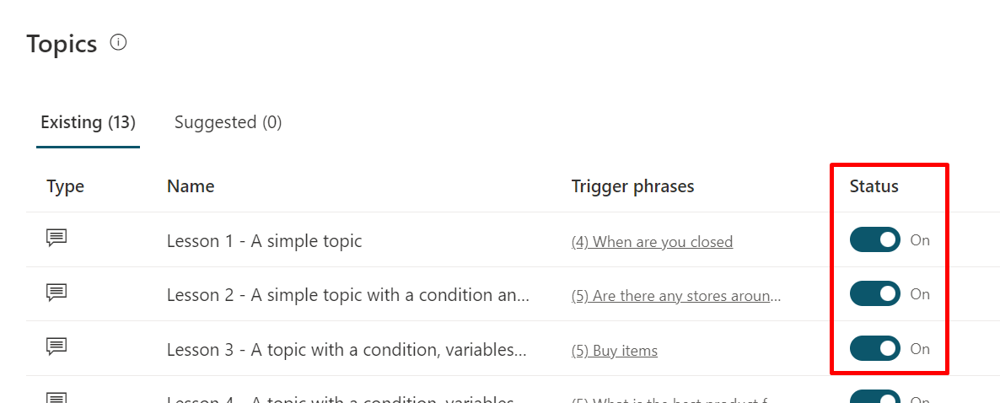 Topics
Existing (13) Suggested (0)
Type Name Trigger phrases Status
Lesson 1 - A simple topic (4) When are you closed On
Lesson 2 - A simple topic with a condition an... (5) Are there any stores aroun... On
Lesson 3 - A topic with a condition, variables... (5) Buy items On
Lesson 4 - A topic with a condition, variables... (5) What is the best product f... On